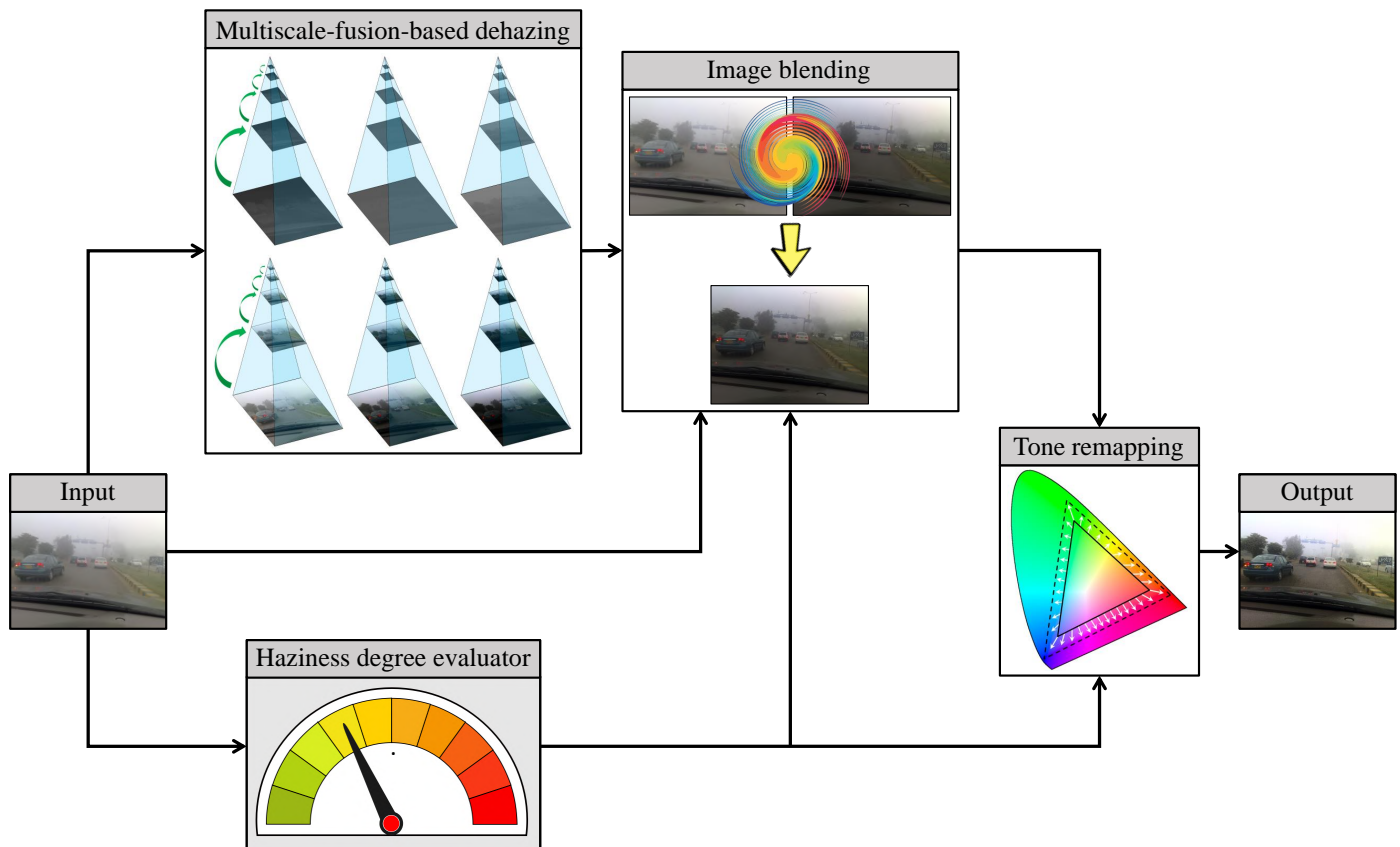 Multiscale-fusion-based dehazing
Image blending
Input
Tone remapping
Output
Haziness degree evaluator